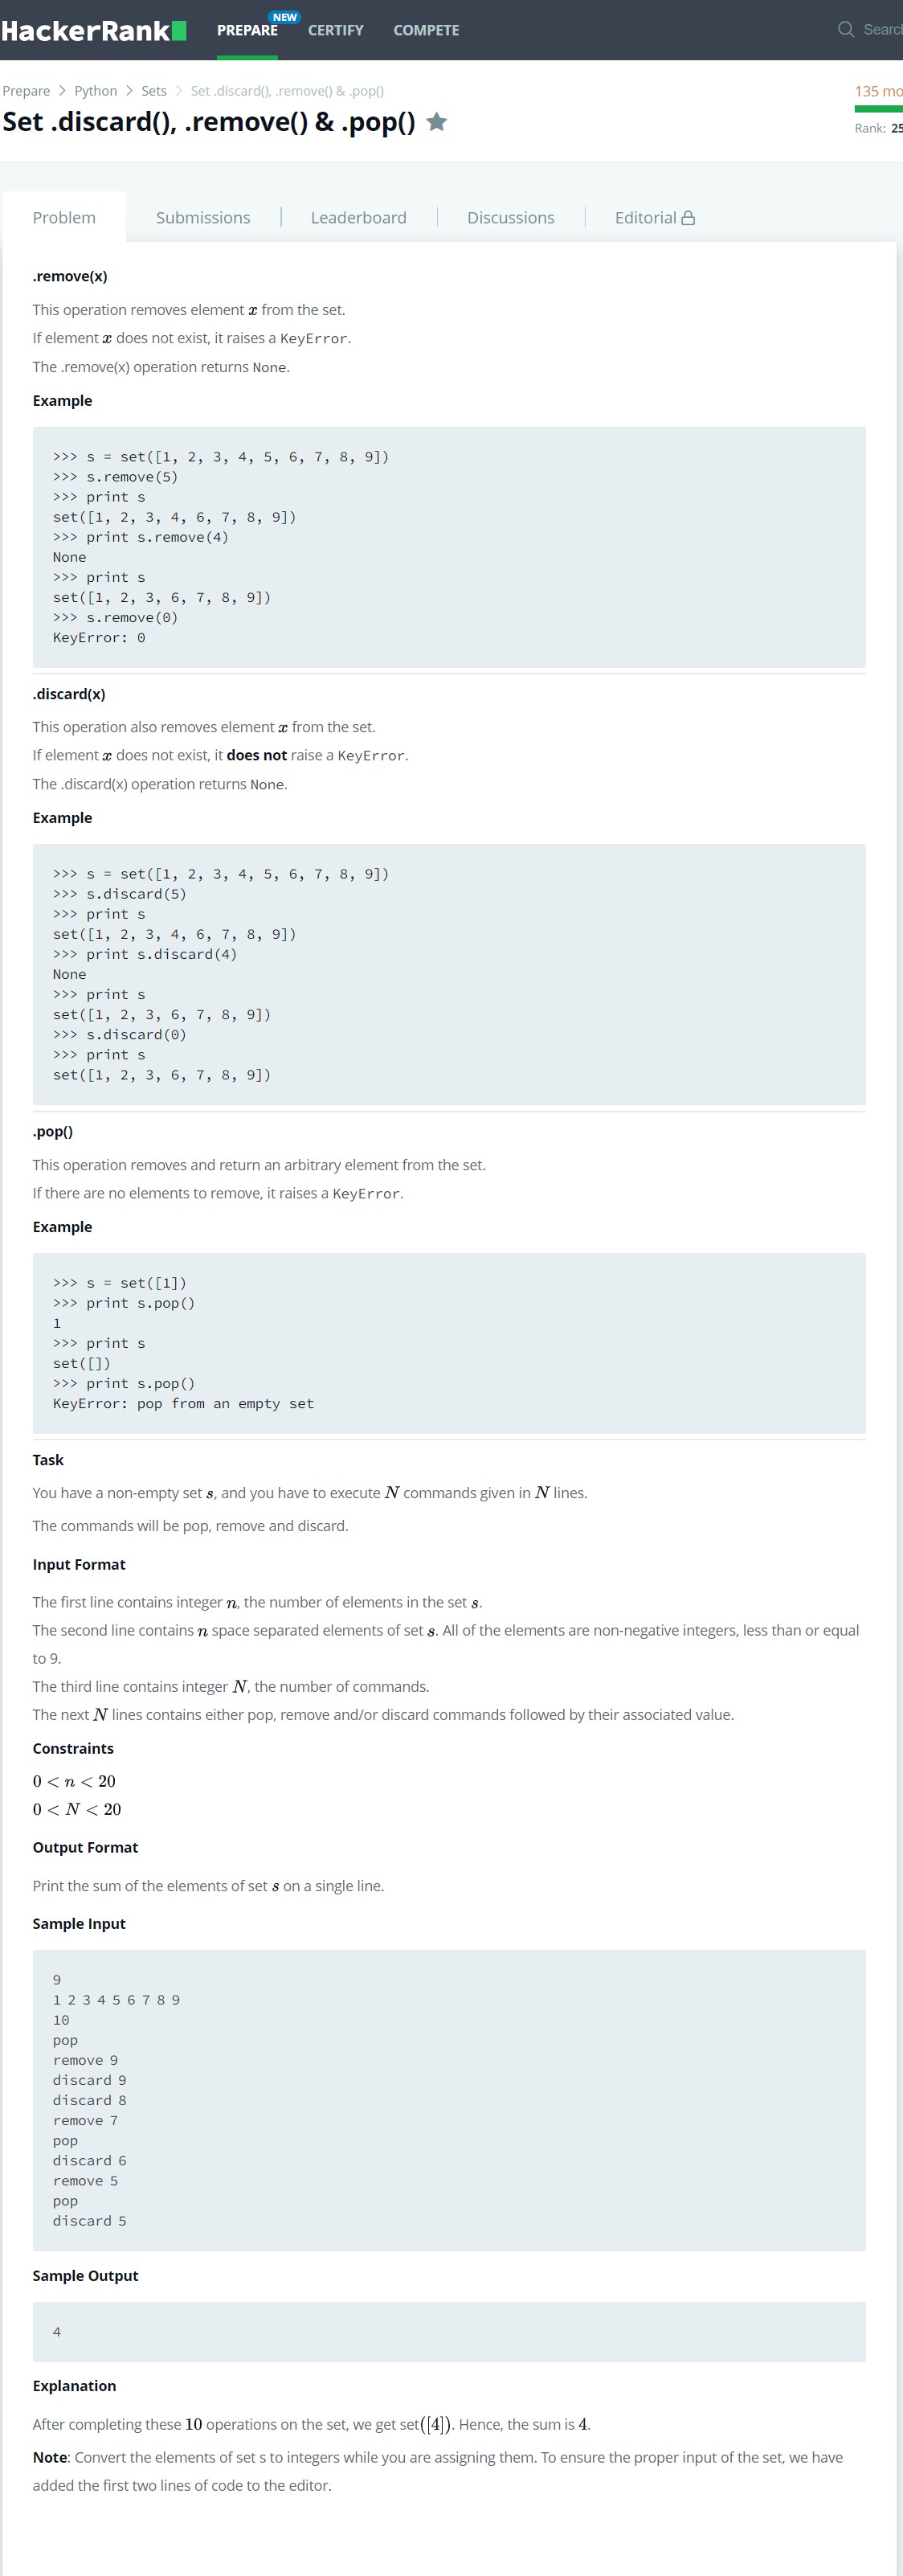 HackerRank
PREPARE
NEW
CERTIFY
COMPETE
Searc
Prepare > Python > Sets > Set .discard(), .remove() & .pop()
Set .discard(), .remove() & .pop()
135 mo
Rank: 25
Problem
Submissions
Leaderboard
Discussions
Editorial
.remove(x)
This operation removes element x from the set.
If element x does not exist, it raises a KeyError.
The .remove(x) operation returns None.
Example
>>> s = set([1, 2, 3, 4, 5, 6, 7, 8, 9])
>>> s.remove(5)
>>> print s
set([1, 2, 3, 4, 6, 7, 8, 9])
>>> print s.remove(4)
None
>>> print s
set([1, 2, 3, 6, 7, 8, 9])
>>> s.remove(0)
KeyError: 0
.discard(x)
This operation also removes element x from the set.
If element x does not exist, it does not raise a KeyError.
The .discard(x) operation returns None.
Example
>>> s = set([1, 2, 3, 4, 5, 6, 7, 8, 9])
>>> s.discard(5)
>>> print s
set([1, 2, 3, 4, 6, 7, 8, 9])
>>> print s.discard(4)
None
>>> print s
set([1, 2, 3, 6, 7, 8, 9])
>>> s.discard(0)
>>> print s
set([1, 2, 3, 6, 7, 8, 9])
.pop()
This operation removes and return an arbitrary element from the set.
If there are no elements to remove, it raises a KeyError.
Example
>>> s = set([1])
>>> print s.pop()
1
>>> print s
set([])
>>> print s.pop()
KeyError: pop from an empty set
Task
You have a non-empty set s, and you have to execute N commands given in N lines.
The commands will be pop, remove and discard.
Input Format
The first line contains integer n, the number of elements in the set s.
The second line contains n space separated elements of set s. All of the elements are non-negative integers, less than or equal
to 9.
The third line contains integer N, the number of commands.
The next N lines contains either pop, remove and/or discard commands followed by their associated value.
Constraints
0 < n < 20
0 < N < 20
Output Format
Print the sum of the elements of set s on a single line.
Sample Input
9
1 2 3 4 5 6 7 8 9
10
pop
remove 9
discard 9
discard 8
remove 7
pop
discard 6
remove 5
pop
discard 5
Sample Output
4
Explanation
After completing these 10 operations on the set, we get set([4]). Hence, the sum is 4.
Note: Convert the elements of set s to integers while you are assigning them. To ensure the proper input of the set, we have
added the first two lines of code to the editor.